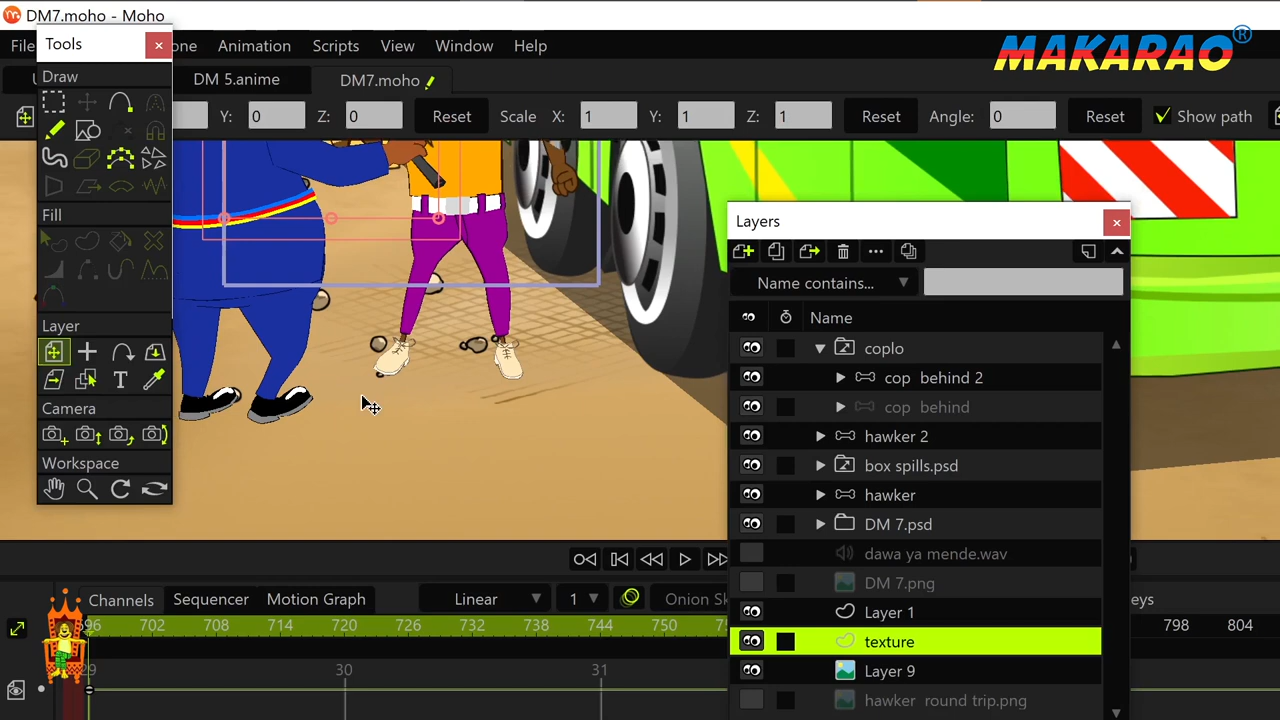 DM7.moho - Moho
MAKARAO®
File
one
Animation
Scripts
View
Window
Help
Tools
DM 5.anime
DM7.moho
Y: 0
Z: 0
Reset
Scale
X: 1
Y: 1
Z: 1
Reset
Angle: 0
Reset
Show path
Draw
Fill
Layer
T
Camera
Workspace
Layers
Name contains...
Name
coplo
cop behind 2
cop behind
hawker 2
box spills.psd
hawker
DM 7.psd
dawa ya mende.wav
DM 7.png
Layer 1
texture
Layer 9
hawker round trip.png
Channels
Sequencer
Motion Graph
Linear
1
Onion Sk
eys
96 702 708 714 720 726 732 738 744 750 798 804
29 30 31